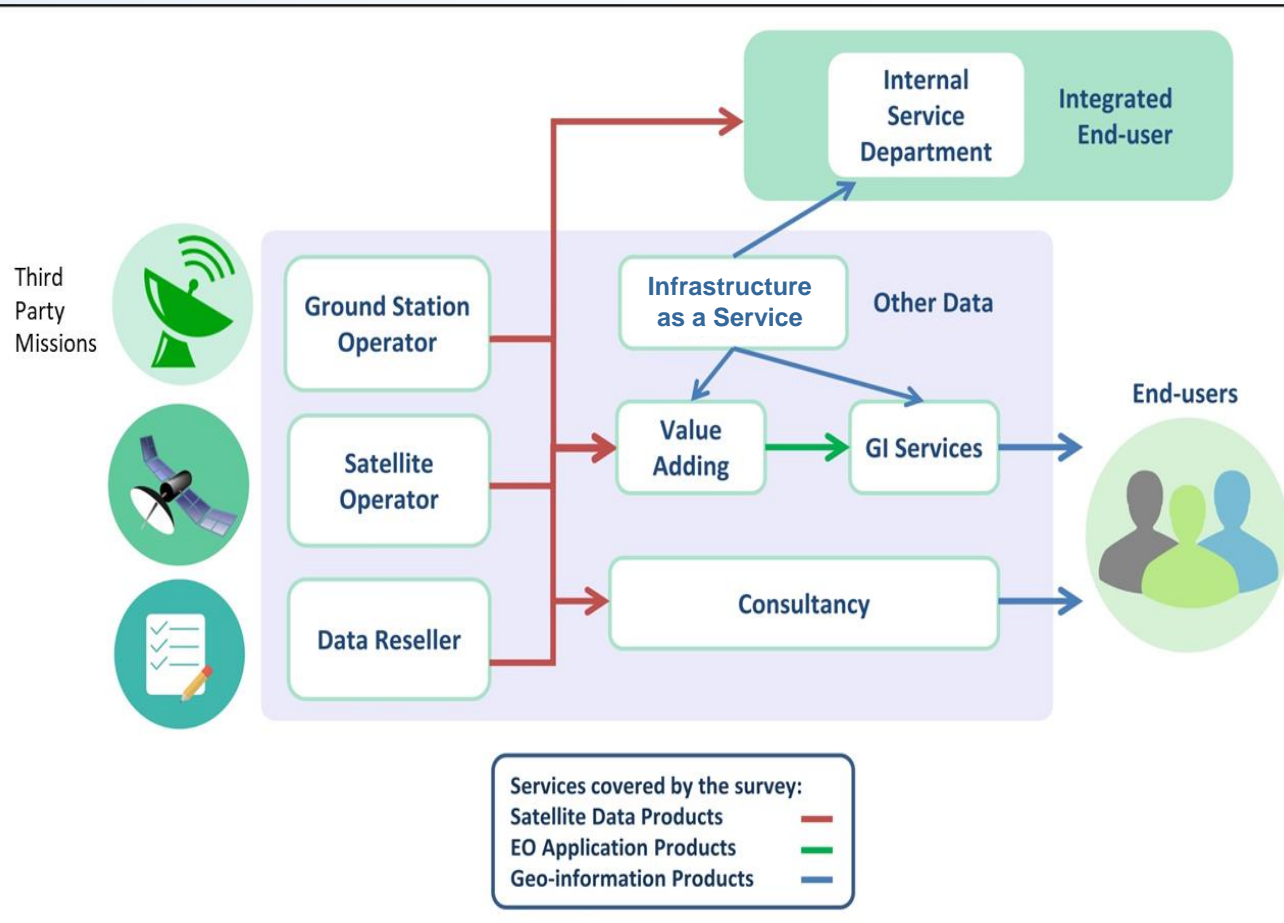 Internal
Service
Department
Integrated
End-user
Third
Party
Missions
Ground Station
Operator
Infrastructure
as a Service
Other Data
End-users
Value
Adding
GI Services
Satellite
Operator
Data Reseller
Consultancy
Services covered by the survey:
Satellite Data Products
EO Application Products
Geo-information Products